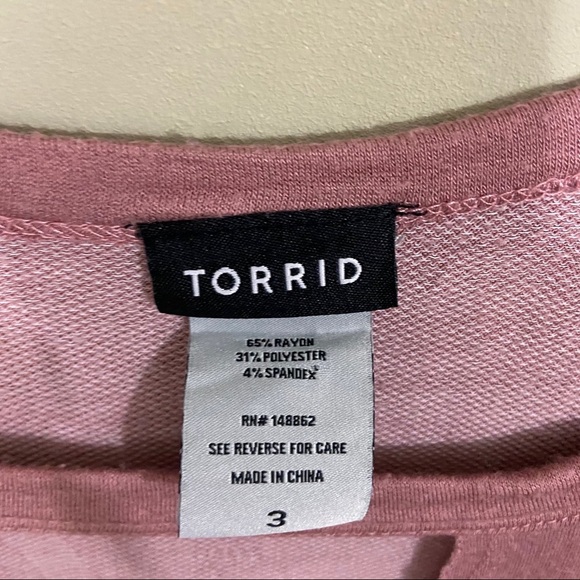 TORRID
65% RAYON
31% POLYESTER
4% SPANDEX
RN# 148862
SEE REVERSE FOR CARE
MADE IN CHINA
3